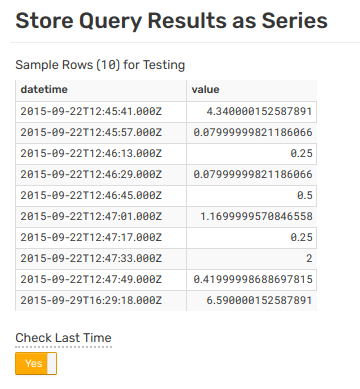 Store Query Results as Series
Sample Rows (10) for Testing
datetime value
2015-09-22T12:45:41.000Z 4.340000152587891
2015-09-22T12:45:57.000Z 0.07999999821186066
2015-09-22T12:46:13.000Z 0.25
2015-09-22T12:46:29.000Z 0.07999999821186066
2015-09-22T12:46:45.000Z 0.5
2015-09-22T12:47:01.000Z 1.1699999570846558
2015-09-22T12:47:17.000Z 0.25
2015-09-22T12:47:33.000Z 2
2015-09-22T12:47:49.000Z 0.41999998688697815
2015-09-29T16:29:18.000Z 6.590000152587891
Check Last Time
Yes